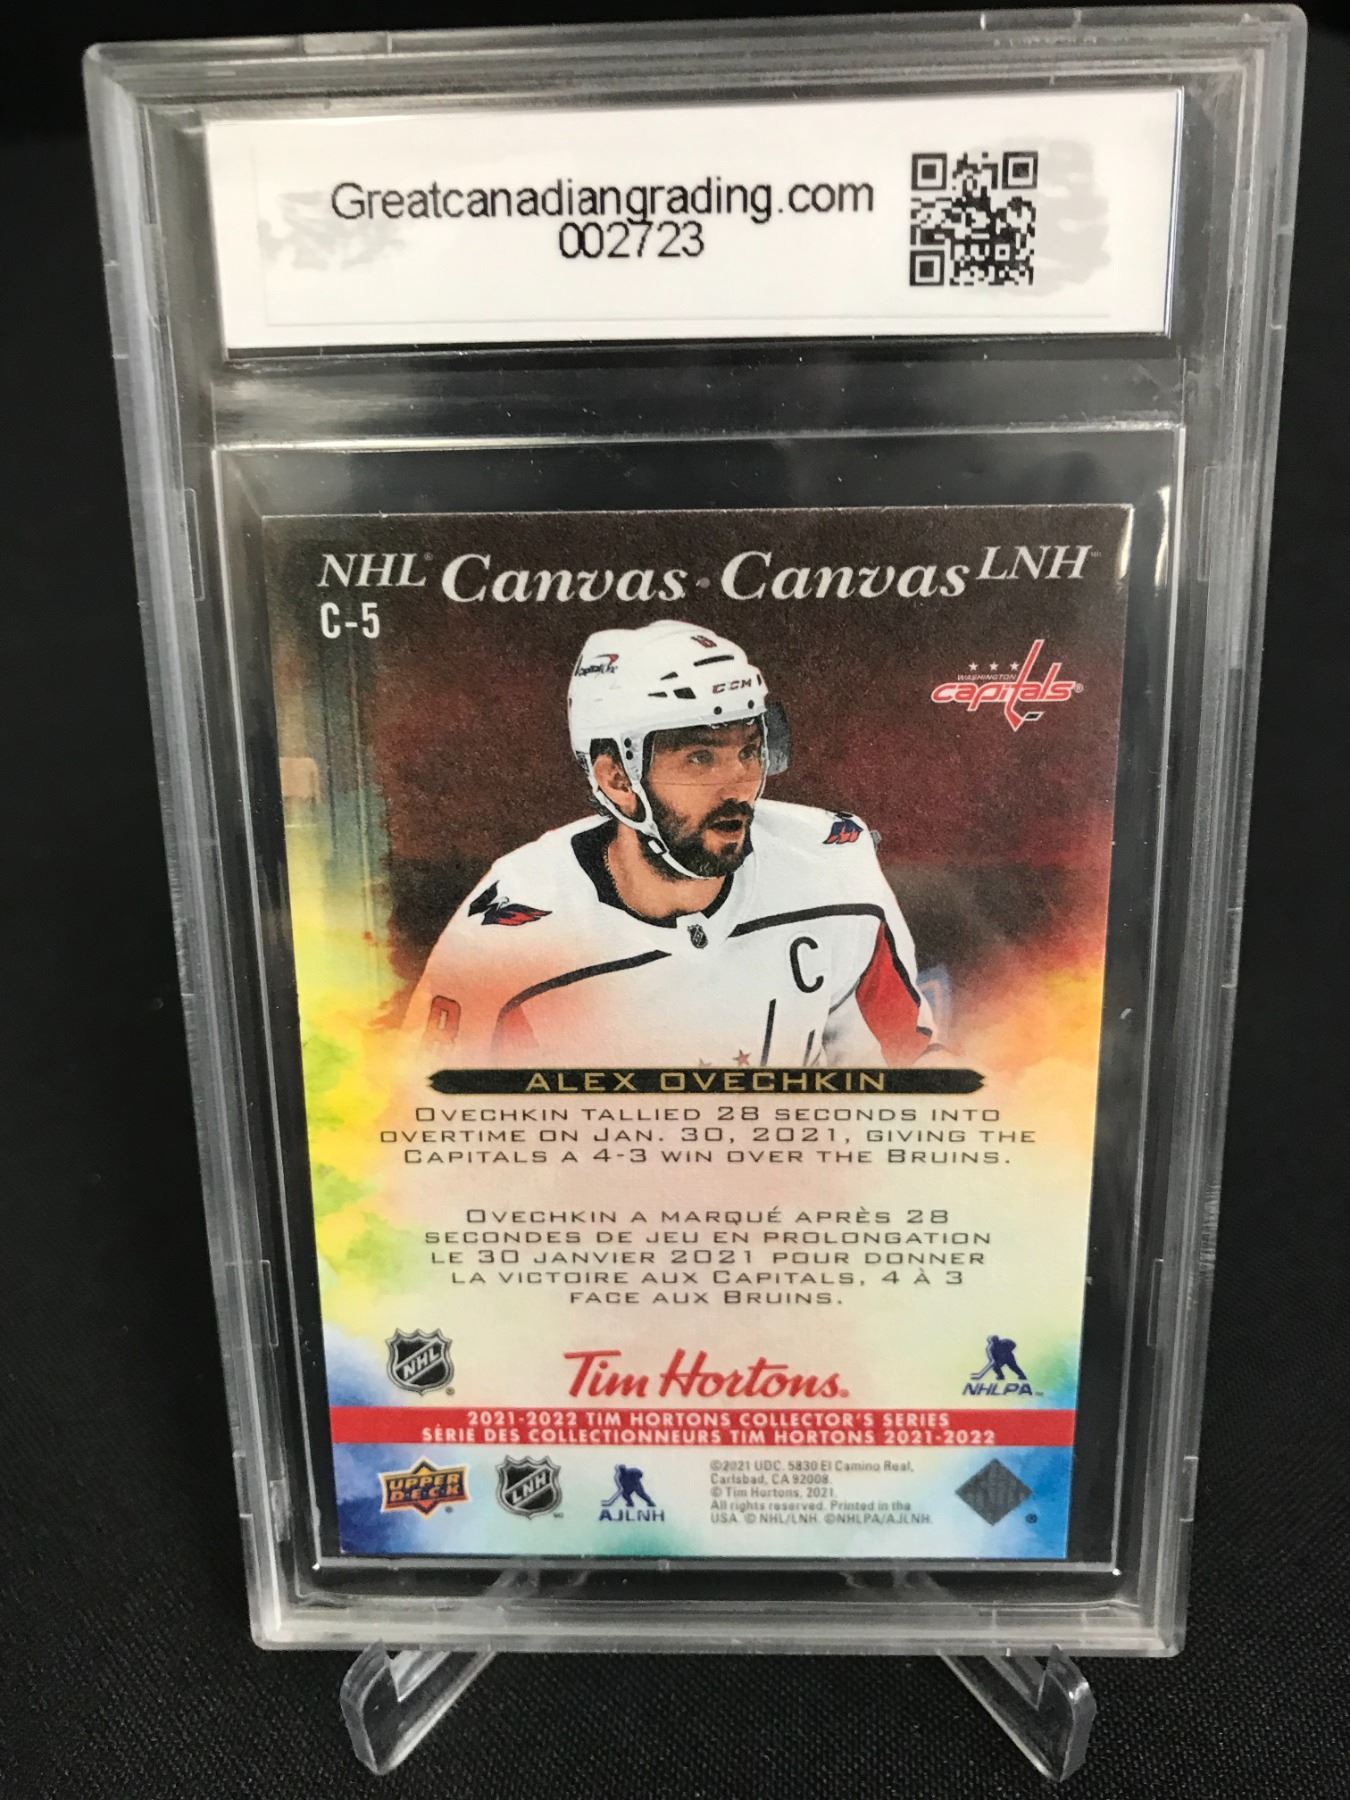 Greatcanadiangrading.com
002723
NHL® Canvas · Canvas LNH
C-5
WASHINGTON
capitals®
8
CCM
C
8
ALEX OVECHKIN
OVECHKIN TALLIED 28 SECONDS INTO
OVERTIME ON JAN. 30, 2021, GIVING THE
CAPITALS A 4-3 WIN OVER THE BRUINS.
OVECHKIN A MARQUÉ APRÈS 28
SECONDES DE JEU EN PROLONGATION
LE 30 JANVIER 2021 POUR DONNER
LA VICTOIRE AUX CAPITALS, 4 À 3
FACE AUX BRUINS.
NHL®
Tim Hortons®
NHLPA™
2021-2022 TIM HORTONS COLLECTOR'S SERIES
SÉRIE DES COLLECTIONNEURS TIM HORTONS 2021-2022
UPPER
D·E·C·K®
LNH
AJLNH
©2021 UDC. 5830 El Camino Real,
Carlsbad, CA 92008.
© Tim Hortons, 2021.
All rights reserved. Printed in the
USA. © NHL/LNH. ©NHLPA/AJLNH.